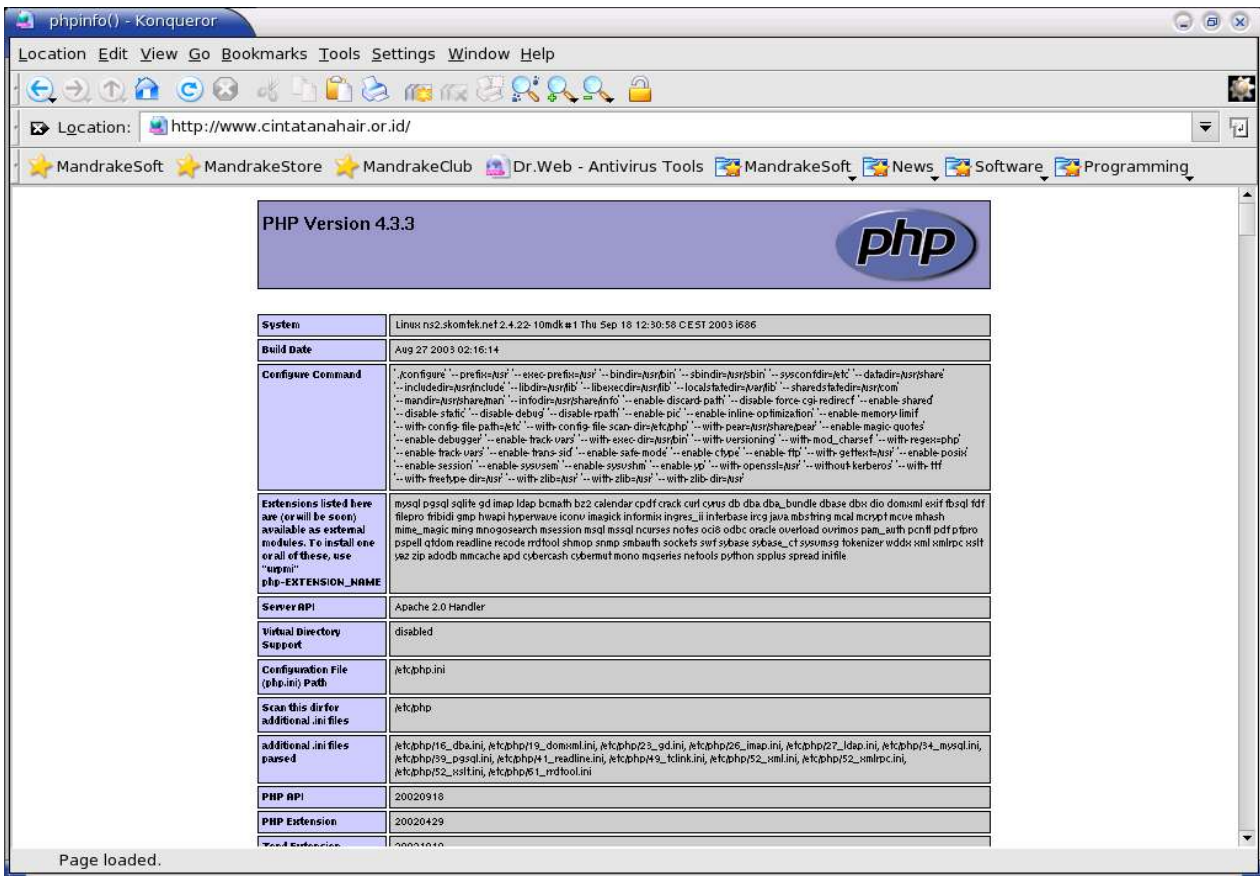 phpinfo() - Konqueror
Location Edit View Go Bookmarks Tools Settings Window Help
Location: http://www.cintatanahair.or.id/
MandrakeSoft MandrakeStore MandrakeClub Dr.Web - Antivirus Tools MandrakeSoft News Software Programming
PHP Version 4.3.3
php
System
Linux ns2.skomtek.net 2.4.22-10mdk #1 Thu Sep 18 12:30:58 CEST 2003 i686
Build Date
Aug 27 2003 02:16:14
Configure Command
'./configure' '--prefix=/usr' '--exec-prefix=/usr' '--bindir=/usr/bin' '--sbindir=/usr/sbin' '--sysconfdir=/etc' '--datadir=/usr/share'
'--includedir=/usr/include' '--libdir=/usr/lib' '--libexecdir=/usr/lib' '--localstatedir=/var/lib' '--sharedstatedir=/usr/com'
'--mandir=/usr/share/man' '--infodir=/usr/share/info' '--enable-discard-path' '--disable-force-cgi-redirect' '--enable-shared'
'--disable-static' '--disable-debug' '--disable-rpath' '--enable-pic' '--enable-inline-optimization' '--enable-memory-limit'
'--with-config-file-path=/etc' '--with-config-file-scan-dir=/etc/php' '--with-pear=/usr/share/pear' '--enable-magic-quotes'
'--enable-debugger' '--enable-track-vars' '--with-exec-dir=/usr/bin' '--with-versioning' '--with-mod_charset' '--with-regex=php'
'--enable-track-vars' '--enable-trans-sid' '--enable-safe-mode' '--enable-ctype' '--enable-ftp' '--with-gettext=/usr' '--enable-posix'
'--enable-session' '--enable-sysvsem' '--enable-sysvshm' '--enable-yp' '--with-openssl=/usr' '--without-kerberos' '--with-ttf'
'--with-freetype-dir=/usr' '--with-zlib=/usr' '--with-zlib=/usr' '--with-zlib-dir=/usr'
Extensions listed here
are (or will be soon)
available as external
modules. To install one
or all of these, use
"urpmi"
php-EXTENSION_NAME
mysql pgsql sqlite gd imap ldap bcmath bz2 calendar cpdf crack curl cyrus db dba dba_bundle dbase dbx dio domxml exif fbsql fdf
filepro fribidi gmp hwapi hyperwave iconv imagick informix ingres_ii interbase ircg java mbstring mcal mcrypt mcve mhash
mime_magic ming mnogosearch msession msql mssql ncurses notes oci8 odbc oracle overload ovrimos pam_auth pcntl pdf pfpro
pspell qtdom readline recode rrdtool shmop snmp smbauth sockets swf sybase sybase_ct sysvmsg tokenizer wddx xml xmlrpc xslt
yaz zip adodb mmcache apd cybercash cybermut mono mqseries netools python spplus spread inifile
Server API
Apache 2.0 Handler
Virtual Directory
Support
disabled
Configuration File
(php.ini) Path
/etc/php.ini
Scan this dir for
additional .ini files
/etc/php
additional .ini files
parsed
/etc/php/16_dba.ini, /etc/php/19_domxml.ini, /etc/php/23_gd.ini, /etc/php/26_imap.ini, /etc/php/27_ldap.ini, /etc/php/34_mysql.ini,
/etc/php/39_pgsql.ini, /etc/php/41_readline.ini, /etc/php/49_tclink.ini, /etc/php/52_xml.ini, /etc/php/52_xmlrpc.ini,
/etc/php/52_xslt.ini, /etc/php/61_rrdtool.ini
PHP API
20020918
PHP Extension
20020429
Page loaded.